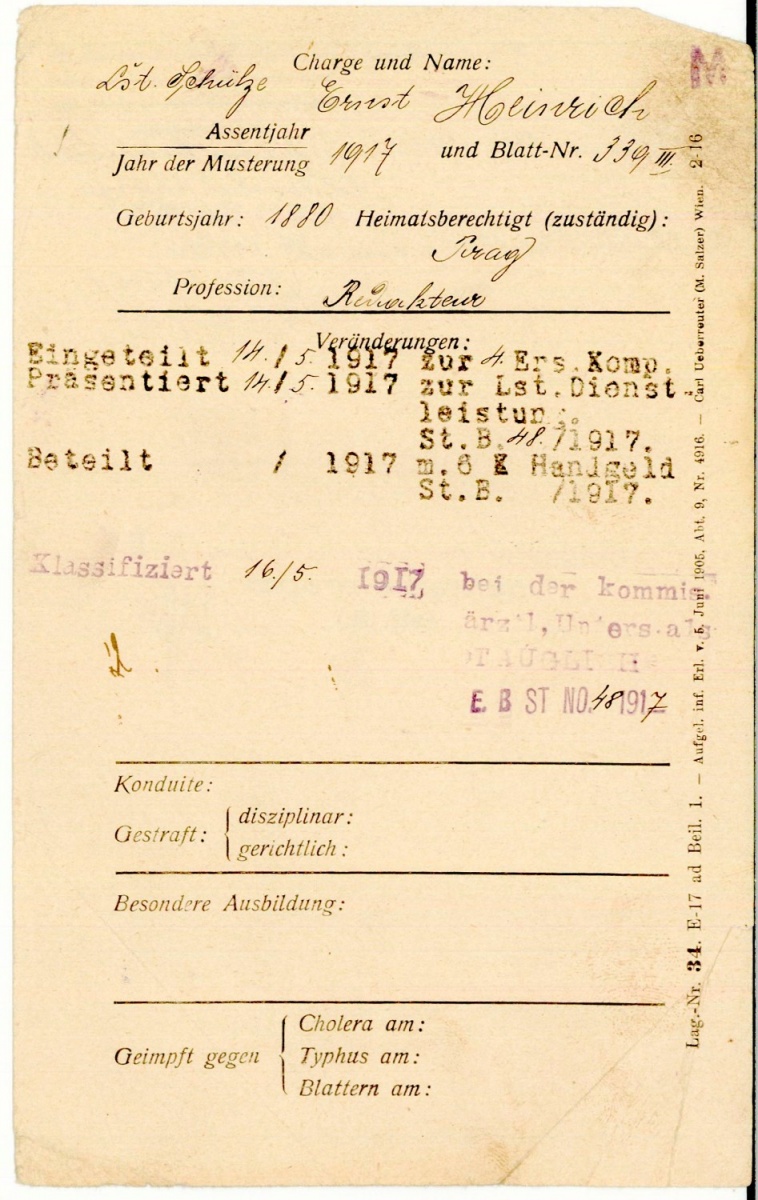 M
Charge und Name:
Lst. Schütze Ernst Heinrich
Assentjahr
Jahr der Musterung 1917 und Blatt-Nr. 339 III.
Geburtsjahr: 1880 Heimatsberechtigt (zuständig):
Prag
Profession: Redakteur
Veränderungen:
Eingeteilt 14./5. 1917 zur 4. Ers.Komp.
Präsentiert 14/5. 1917 zur Lst.Dienst-
leistung.
St.B. 48./1917.
Beteilt / 1917 m.6 K Handgeld
St.B. /1917.
Klassifiziert 16./5. 1917 bei der kommis.
ärztl. Unters. als
TAUGLICH
E. B ST NO. 48 1917
Konduite:
Gestraft: disziplinar:
gerichtlich:
Besondere Ausbildung:
Geimpft gegen Cholera am:
Typhus am:
Blattern am:
Lag.-Nr. 34. E-17 ad Beil. 1. — Aufgel. inf. Erl. v. 5. Juni 1905, Abt. 9, Nr. 4916. — Carl Ueberreuter (M. Salzer) Wien. 2-16